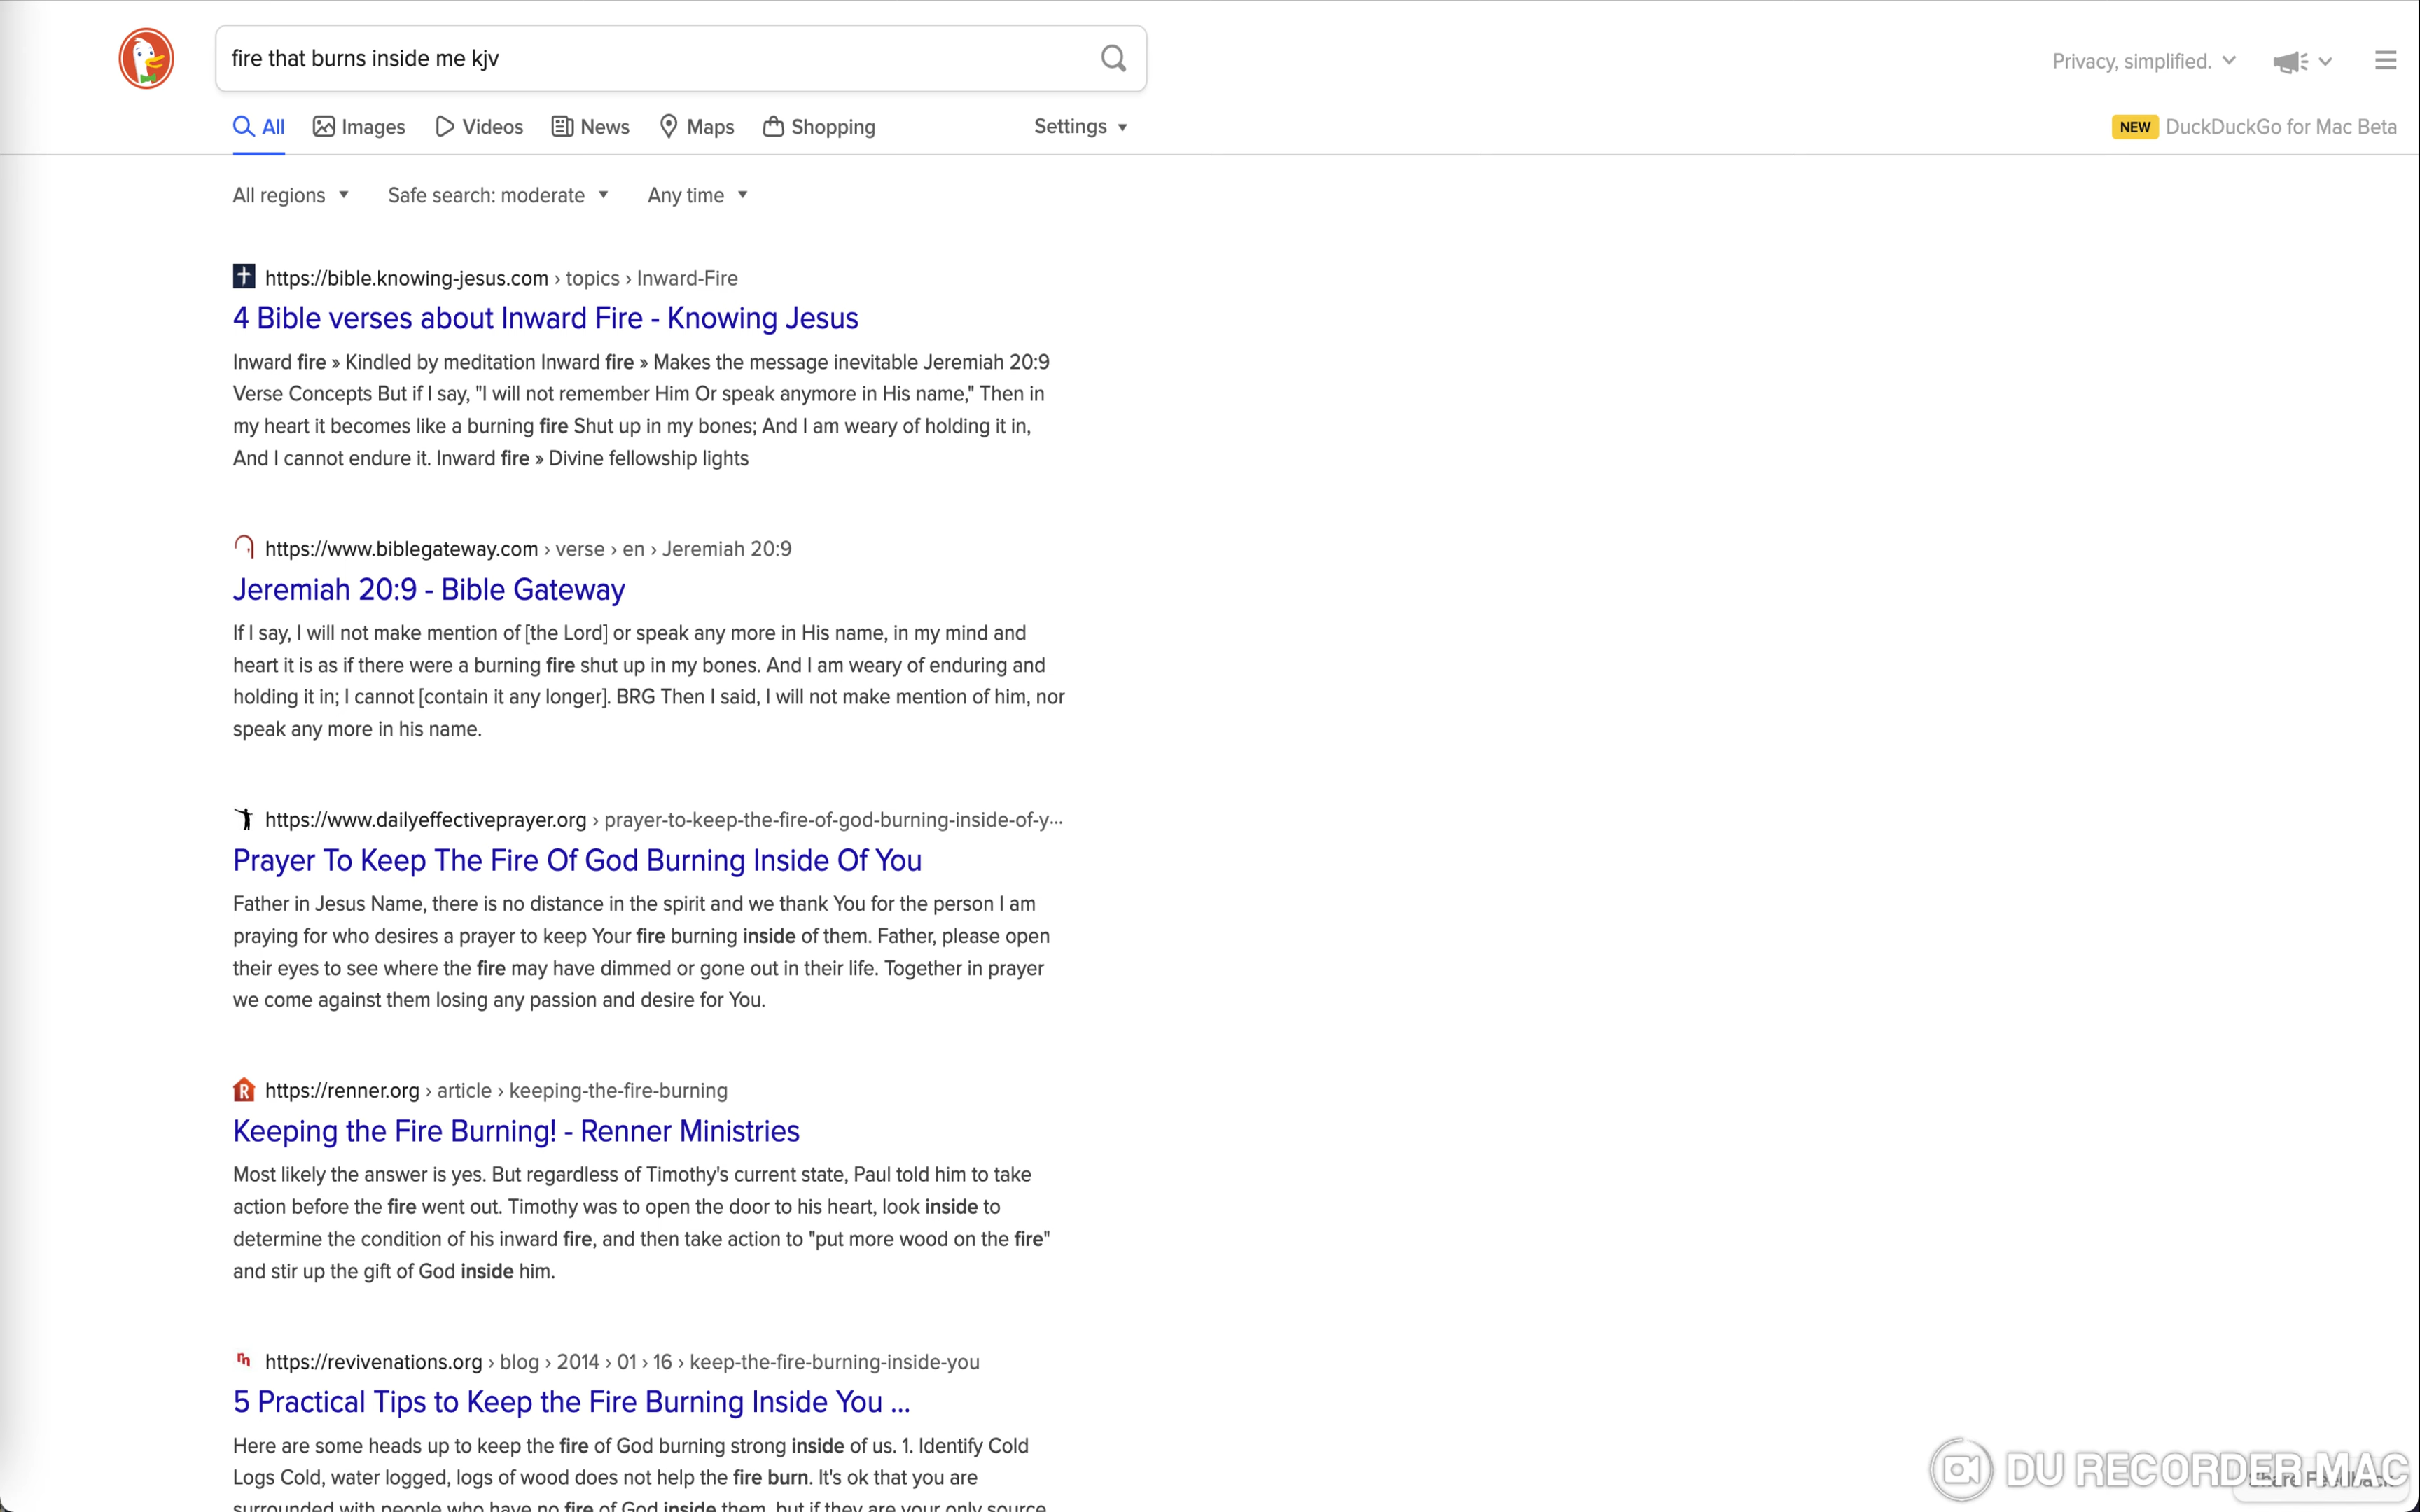 fire that burns inside me kjv
Privacy, simplified.
All Images Videos News Maps Shopping Settings
NEW DuckDuckGo for Mac Beta
All regions Safe search: moderate Any time
https://bible.knowing-jesus.com › topics › Inward-Fire
4 Bible verses about Inward Fire - Knowing Jesus
Inward fire » Kindled by meditation Inward fire » Makes the message inevitable Jeremiah 20:9
Verse Concepts But if I say, "I will not remember Him Or speak anymore in His name," Then in
my heart it becomes like a burning fire Shut up in my bones; And I am weary of holding it in,
And I cannot endure it. Inward fire » Divine fellowship lights
https://www.biblegateway.com › verse › en › Jeremiah 20:9
Jeremiah 20:9 - Bible Gateway
If I say, I will not make mention of [the Lord] or speak any more in His name, in my mind and
heart it is as if there were a burning fire shut up in my bones. And I am weary of enduring and
holding it in; I cannot [contain it any longer]. BRG Then I said, I will not make mention of him, nor
speak any more in his name.
https://www.dailyeffectiveprayer.org › prayer-to-keep-the-fire-of-god-burning-inside-of-y...
Prayer To Keep The Fire Of God Burning Inside Of You
Father in Jesus Name, there is no distance in the spirit and we thank You for the person I am
praying for who desires a prayer to keep Your fire burning inside of them. Father, please open
their eyes to see where the fire may have dimmed or gone out in their life. Together in prayer
we come against them losing any passion and desire for You.
R https://renner.org › article › keeping-the-fire-burning
Keeping the Fire Burning! - Renner Ministries
Most likely the answer is yes. But regardless of Timothy's current state, Paul told him to take
action before the fire went out. Timothy was to open the door to his heart, look inside to
determine the condition of his inward fire, and then take action to "put more wood on the fire"
and stir up the gift of God inside him.
https://revivenations.org › blog › 2014 › 01 › 16 › keep-the-fire-burning-inside-you
5 Practical Tips to Keep the Fire Burning Inside You ...
Here are some heads up to keep the fire of God burning strong inside of us. 1. Identify Cold
Logs Cold, water logged, logs of wood does not help the fire burn. It's ok that you are
surrounded with people who have no fire of God inside them, but if they are your only source
DU RECORDER MAC
Share Feedback